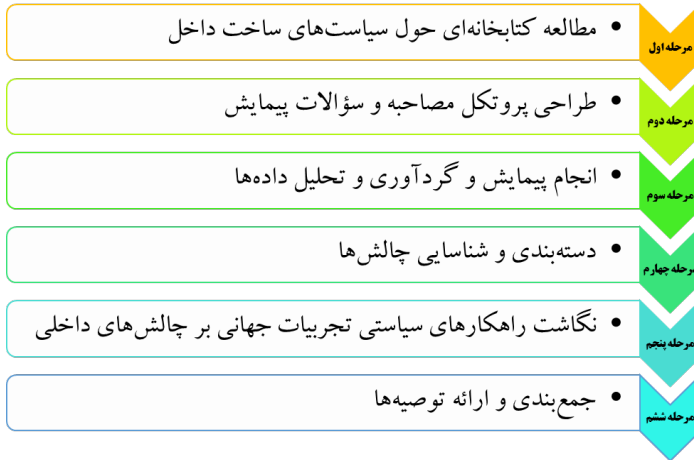 مرحله اول
مطالعه کتابخانه‌ای حول سیاست‌های ساخت داخل
مرحله دوم
طراحی پروتکل مصاحبه و سؤالات پیمایش
مرحله سوم
انجام پیمایش و گردآوری و تحلیل داده‌ها
مرحله چهارم
دسته‌بندی و شناسایی چالش‌ها
مرحله پنجم
نگاشت راهکارهای سیاستی تجربیات جهانی بر چالش‌های داخلی
مرحله ششم
جمع‌بندی و ارائه توصیه‌ها